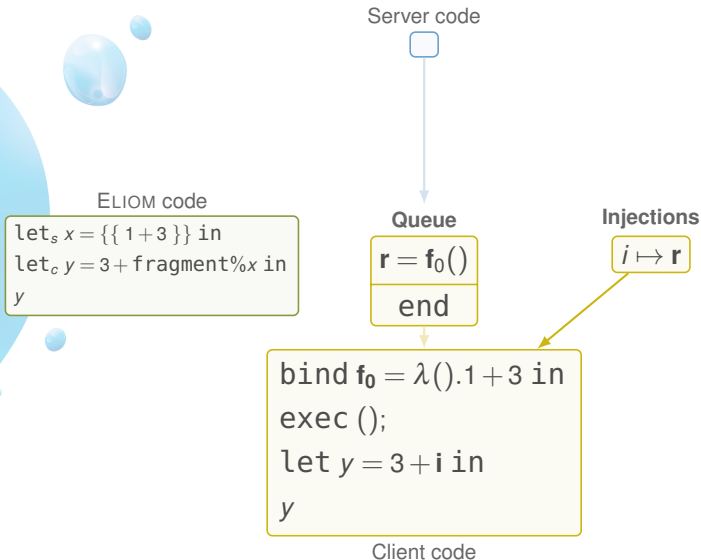 Server code
ELIOM code
let_s x = {{ 1+3 }} in
let_c y = 3+fragment%x in
y
Queue
r = f_0()
end
Injections
i ↦ r
bind f_0 = λ().1+3 in
exec ();
let y = 3+i in
y
Client code